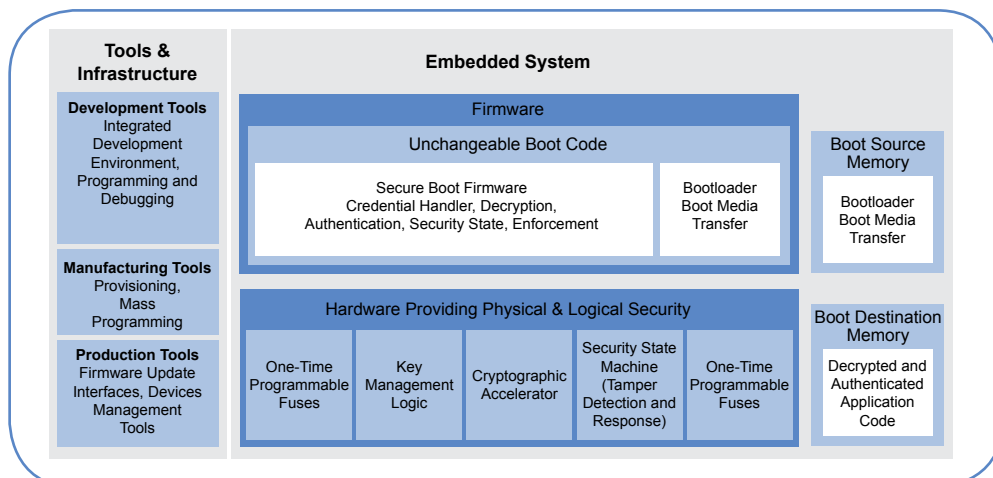 Tools &
Infrastructure
Development Tools
Integrated
Development
Environment,
Programming and
Debugging
Manufacturing Tools
Provisioning,
Mass
Programming
Production Tools
Firmware Update
Interfaces, Devices
Management
Tools
Embedded System
Firmware
Unchangeable Boot Code
Secure Boot Firmware
Credential Handler, Decryption,
Authentication, Security State, Enforcement
Bootloader
Boot Media
Transfer
Hardware Providing Physical & Logical Security
One-Time
Programmable
Fuses
Key
Management
Logic
Cryptographic
Accelerator
Security State
Machine
(Tamper
Detection and
Response)
One-Time
Programmable
Fuses
Boot Source
Memory
Bootloader
Boot Media
Transfer
Boot Destination
Memory
Decrypted and
Authenticated
Application
Code